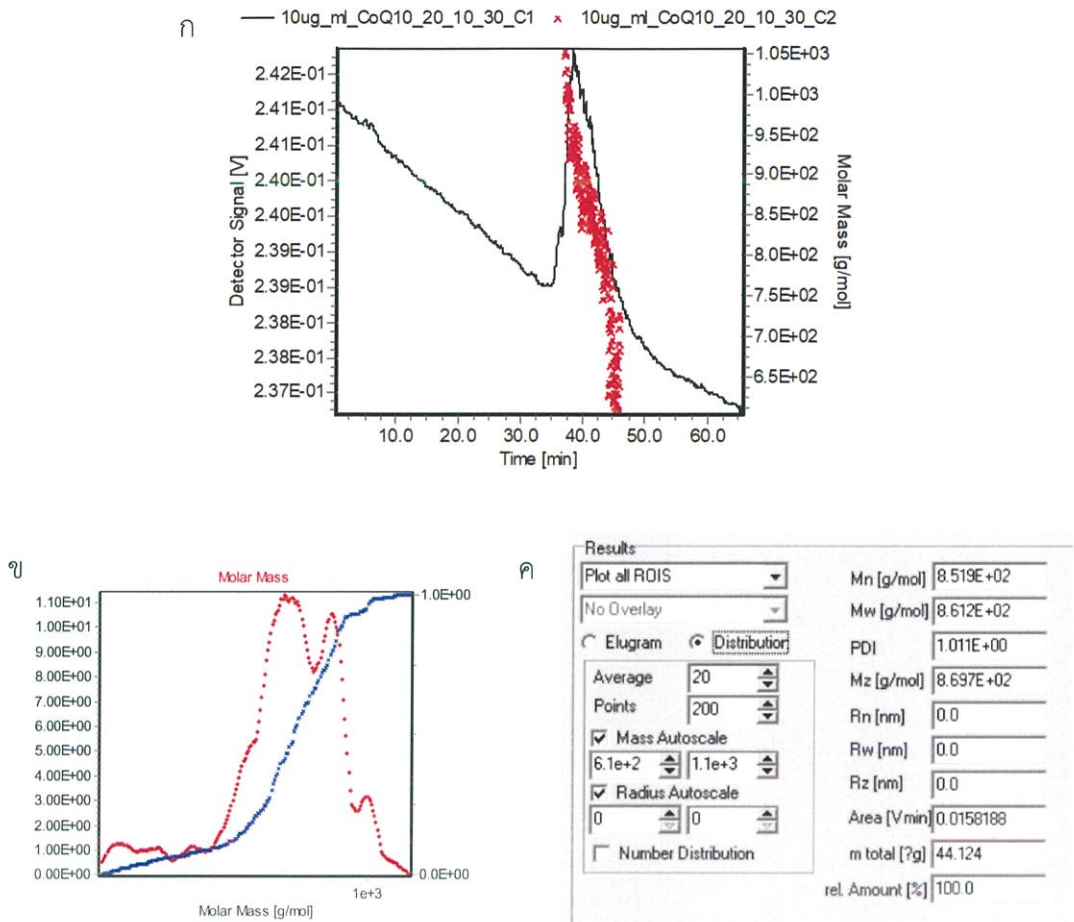 ก
10ug_ml_CoQ10_20_10_30_C1 × 10ug_ml_CoQ10_20_10_30_C2
Detector Signal [V]
2.42E-01
2.41E-01
2.41E-01
2.40E-01
2.40E-01
2.39E-01
2.39E-01
2.38E-01
2.38E-01
2.37E-01
1.05E+03
1.0E+03
9.5E+02
9.0E+02
8.5E+02
8.0E+02
7.5E+02
7.0E+02
6.5E+02
Molar Mass [g/mol]
10.0 20.0 30.0 40.0 50.0 60.0
Time [min]
ข
Molar Mass
1.10E+01
1.00E+01
9.00E+00
8.00E+00
7.00E+00
6.00E+00
5.00E+00
4.00E+00
3.00E+00
2.00E+00
1.00E+00
0.00E+00
1.0E+00
0.0E+00
1e+3
Molar Mass [g/mol]
ค
Results
Plot all ROIS
No Overlay
Elugram Distribution
Average 20
Points 200
Mass Autoscale
6.1e+2 1.1e+3
Radius Autoscale
0 0
Number Distribution
Mn [g/mol] 8.519E+02
Mw [g/mol] 8.612E+02
PDI 1.011E+00
Mz [g/mol] 8.697E+02
Rn [nm] 0.0
Rw [nm] 0.0
Rz [nm] 0.0
Area [Vmin] 0.0158188
m total [?g] 44.124
rel. Amount [%] 100.0